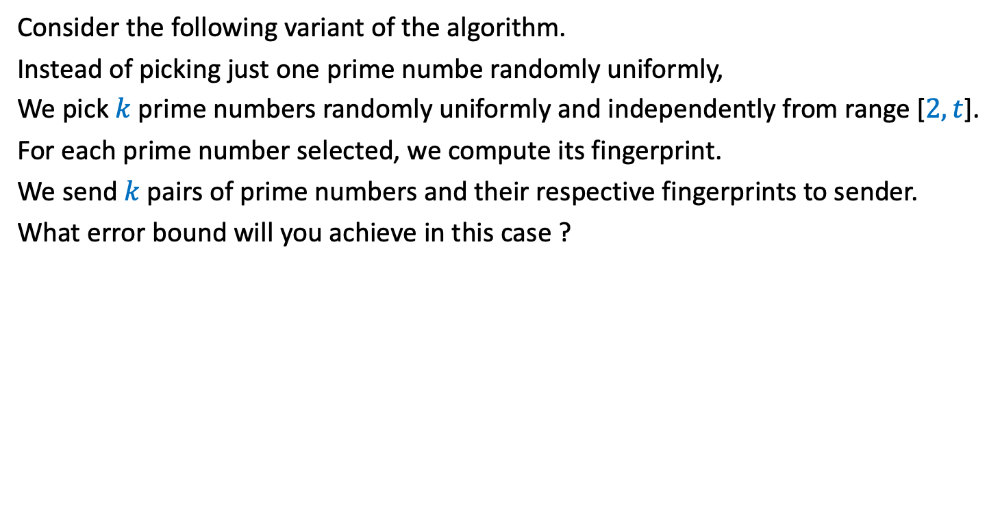 Consider the following variant of the algorithm.
Instead of picking just one prime numbe randomly uniformly,
We pick k prime numbers randomly uniformly and independently from range [2, t].
For each prime number selected, we compute its fingerprint.
We send k pairs of prime numbers and their respective fingerprints to sender.
What error bound will you achieve in this case ?